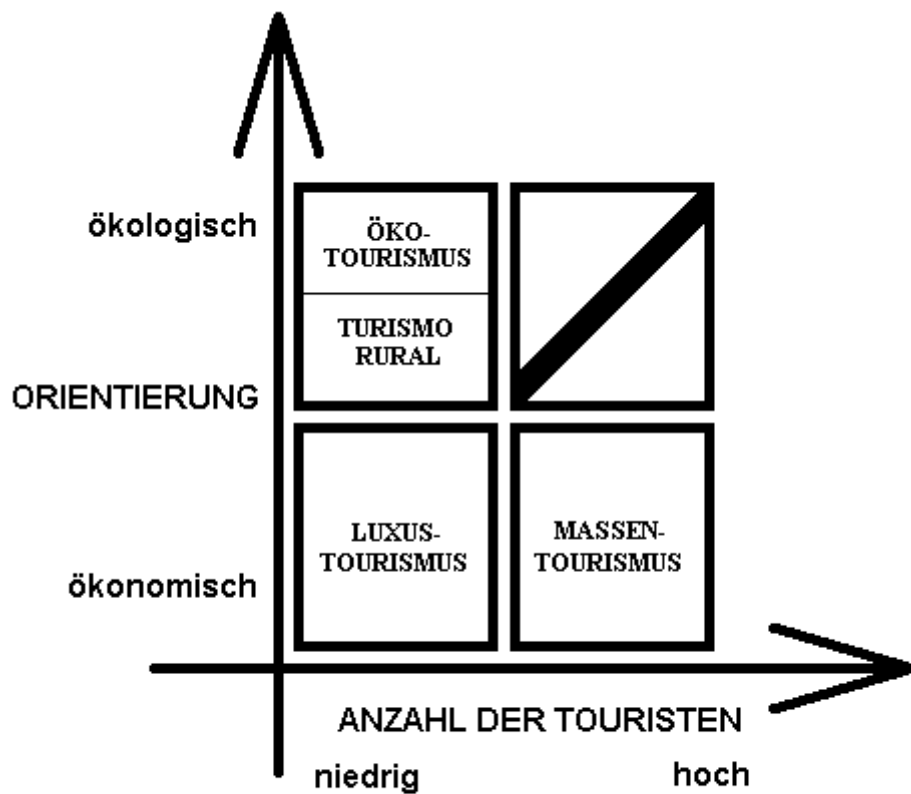 ökologisch
ÖKO-
TOURISMUS
TURISMO
RURAL
ORIENTIERUNG
LUXUS-
TOURISMUS
MASSEN-
TOURISMUS
ökonomisch
ANZAHL DER TOURISTEN
niedrig hoch